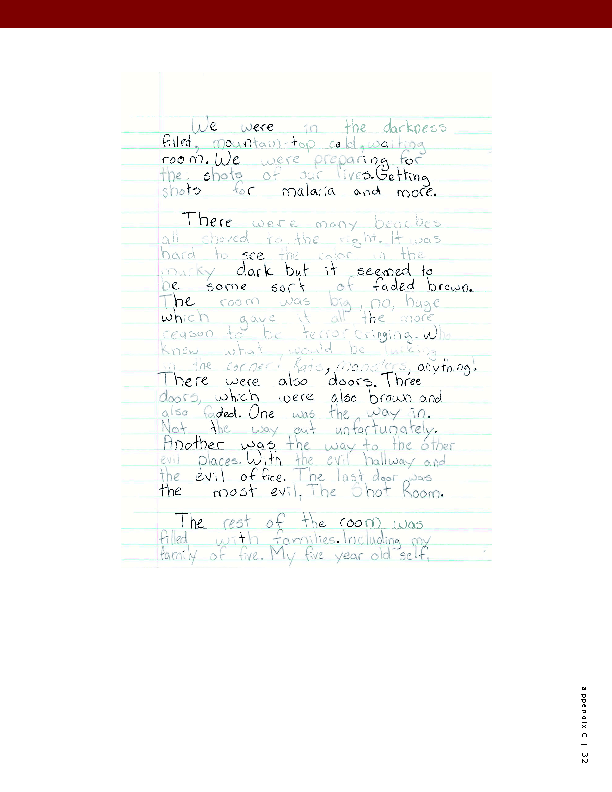 We were in the darkness
filled, mountain-top cold, waiting
room. We were preparing for
the shots of our lives. Getting
shots for malaria and more.
There were many benches
all in the right. It was
hard to see the color in the
murky dark but it seemed to
be some sort of faded brown.
The room was big, no, huge
which gave it all the more
reason to be terror cringing. Who
knew what would be
in the corner! Rats, monsters, anything!
There were also doors. Three
doors, which were also brown and
also faded. One was the way in.
Not the way out unfortunately.
Another was the way to the other
evil places. With the evil hallway and
the evil office. The last door was
the most evil. The Shot Room.
The rest of the room was
filled with families. Including my
family of five. My five year old self,
appendix C | 32